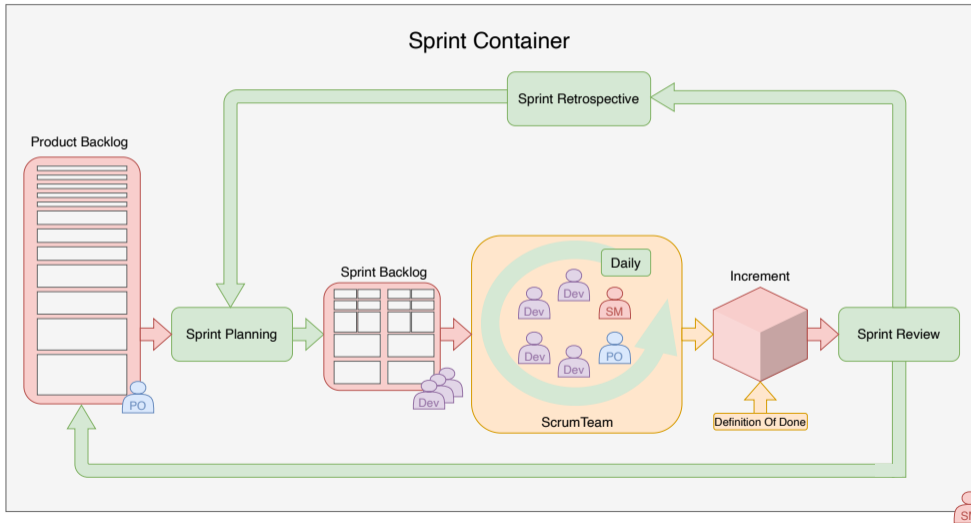 Sprint Container
Sprint Retrospective
Product Backlog
Sprint Backlog
Daily
Increment
Dev
Dev
SM
Sprint Planning
Sprint Review
Dev
Dev
PO
PO
Dev
ScrumTeam
Definition Of Done